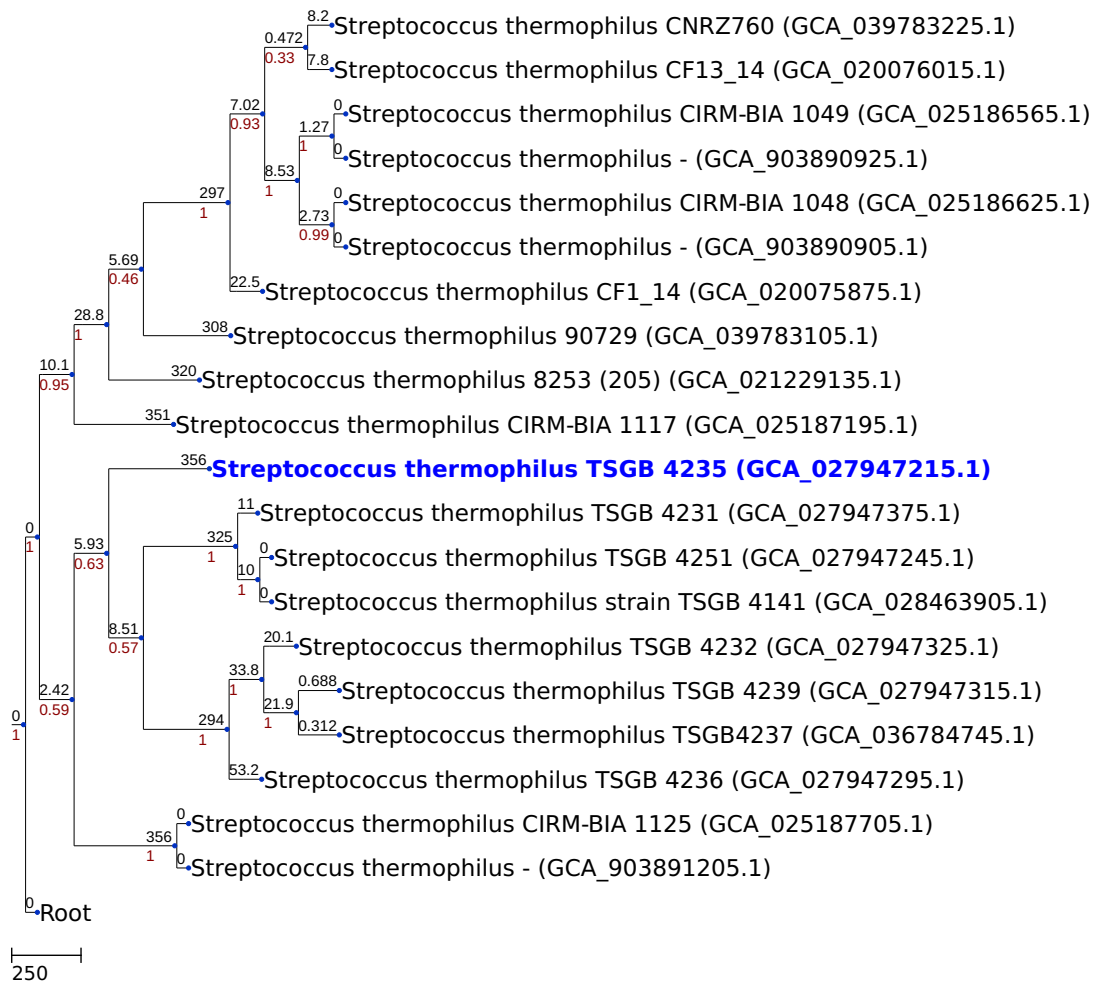 8.2
Streptococcus thermophilus CNRZ760 (GCA_039783225.1)
0.472
0.33
7.8
Streptococcus thermophilus CF13_14 (GCA_020076015.1)
7.02
0.93
0
Streptococcus thermophilus CIRM-BIA 1049 (GCA_025186565.1)
1.27
1
0
Streptococcus thermophilus - (GCA_903890925.1)
8.53
1
297
1
0
Streptococcus thermophilus CIRM-BIA 1048 (GCA_025186625.1)
2.73
0.99
0
Streptococcus thermophilus - (GCA_903890905.1)
5.69
0.46
22.5
Streptococcus thermophilus CF1_14 (GCA_020075875.1)
28.8
1
308
Streptococcus thermophilus 90729 (GCA_039783105.1)
10.1
0.95
320
Streptococcus thermophilus 8253 (205) (GCA_021229135.1)
351
Streptococcus thermophilus CIRM-BIA 1117 (GCA_025187195.1)
356
Streptococcus thermophilus TSGB 4235 (GCA_027947215.1)
11
Streptococcus thermophilus TSGB 4231 (GCA_027947375.1)
0
1
5.93
0.63
325
1
0
Streptococcus thermophilus TSGB 4251 (GCA_027947245.1)
10
1
0
Streptococcus thermophilus strain TSGB 4141 (GCA_028463905.1)
8.51
0.57
20.1
Streptococcus thermophilus TSGB 4232 (GCA_027947325.1)
33.8
1
0.688
Streptococcus thermophilus TSGB 4239 (GCA_027947315.1)
2.42
0.59
21.9
1
0
1
294
1
0.312
Streptococcus thermophilus TSGB4237 (GCA_036784745.1)
53.2
Streptococcus thermophilus TSGB 4236 (GCA_027947295.1)
0
Streptococcus thermophilus CIRM-BIA 1125 (GCA_025187705.1)
356
1
0
Streptococcus thermophilus - (GCA_903891205.1)
0
Root
250